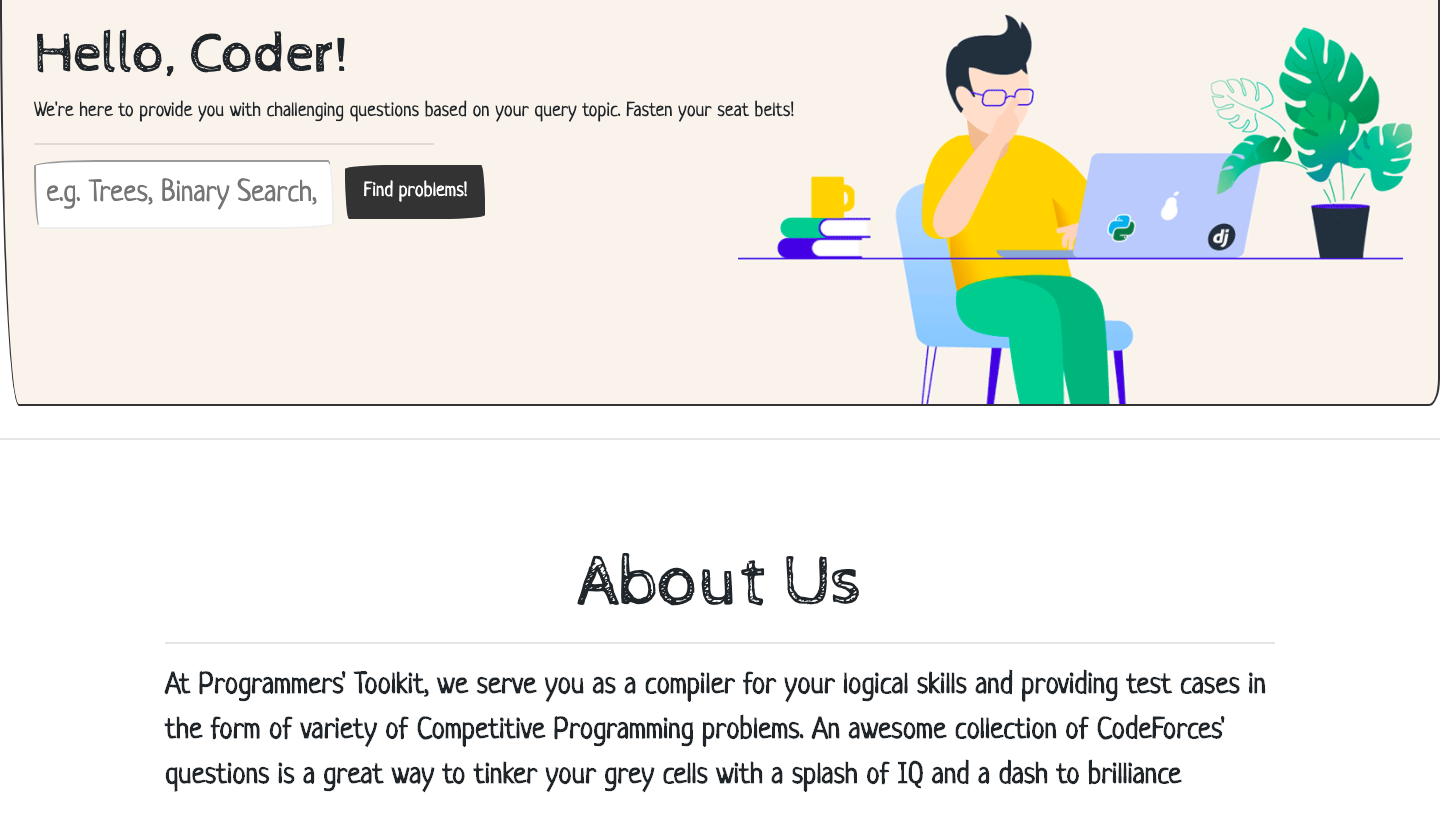 Hello, Coder!
We're here to provide you with challenging questions based on your query topic. Fasten your seat belts!
e.g. Trees, Binary Search,
Find problems!
dj
About Us
At Programmers' Toolkit, we serve you as a compiler for your logical skills and providing test cases in
the form of variety of Competitive Programming problems. An awesome collection of CodeForces'
questions is a great way to tinker your grey cells with a splash of IQ and a dash to brilliance